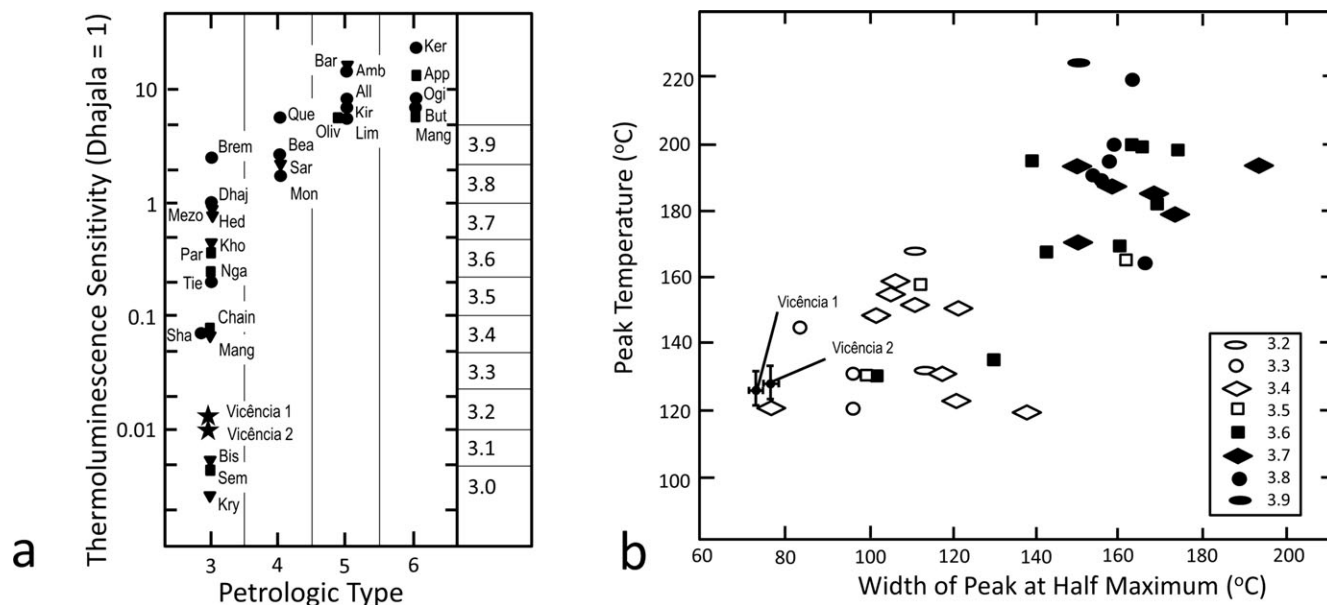 Thermoluminescence Sensitivity (Dhajala = 1)
10
1
0.1
0.01
Ker
Bar
Amb
App
All
Ogi
Que
Kir
But
Oliv
Lim
Mang
Brem
Bea
Sar
Mon
Dhaj
Mezo
Hed
Kho
Par
Nga
Tie
Chain
Sha
Mang
Vicência 1
Vicência 2
Bis
Sem
Kry
3.9
3.8
3.7
3.6
3.5
3.4
3.3
3.2
3.1
3.0
3 4 5 6
Petrologic Type
a
Peak Temperature (ºC)
220
200
180
160
140
120
100
Vicência 1
Vicência 2
3.2
3.3
3.4
3.5
3.6
3.7
3.8
3.9
60 80 100 120 140 160 180 200
Width of Peak at Half Maximum (ºC)
b